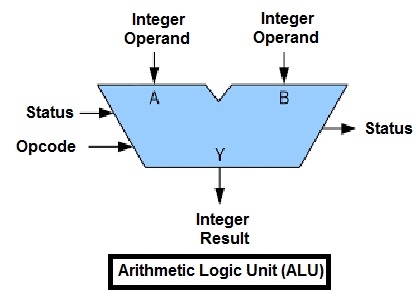 Integer
Operand
Integer
Operand
A
B
Status
Status
Opcode
Y
Integer
Result
Arithmetic Logic Unit (ALU)